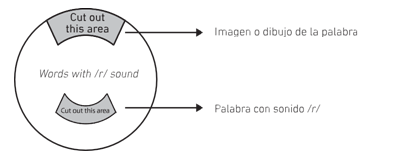 Cut out
this area
Imagen o dibujo de la palabra
Words with /r/ sound
Cut out this area
Palabra con sonido /r/